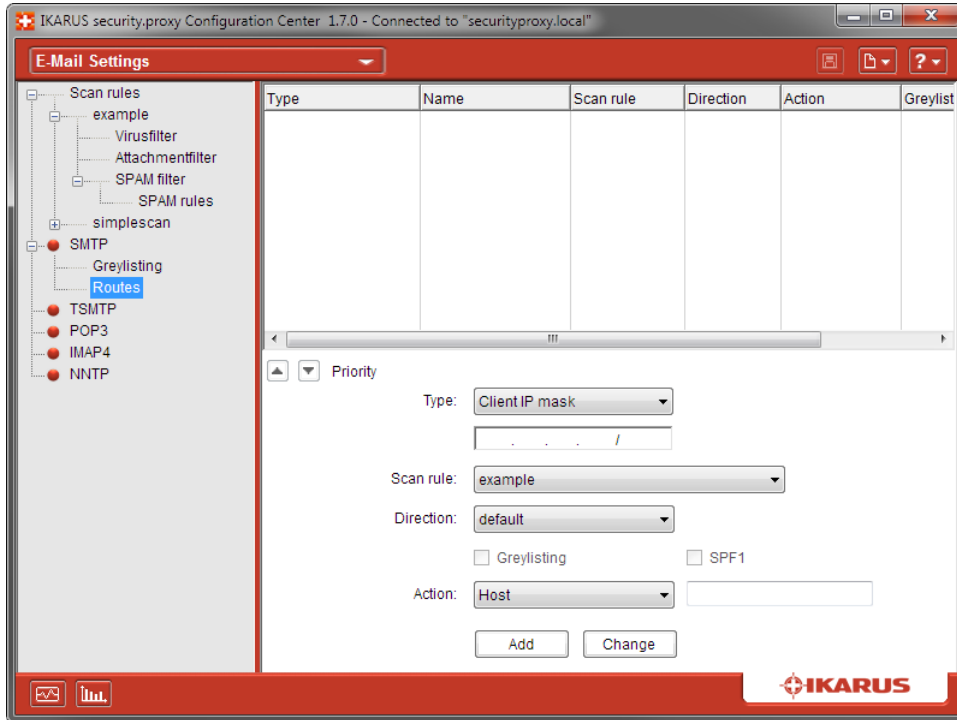 IKARUS security.proxy Configuration Center 1.7.0 - Connected to "securityproxy.local"
E-Mail Settings
?
Scan rules
example
Virusfilter
Attachmentfilter
SPAM filter
SPAM rules
simplescan
SMTP
Greylisting
Routes
TSMTP
POP3
IMAP4
NNTP
Type Name Scan rule Direction Action Greylist
Priority
Type: Client IP mask
. . . /
Scan rule: example
Direction: default
Greylisting SPF1
Action: Host
Add Change
IKARUS